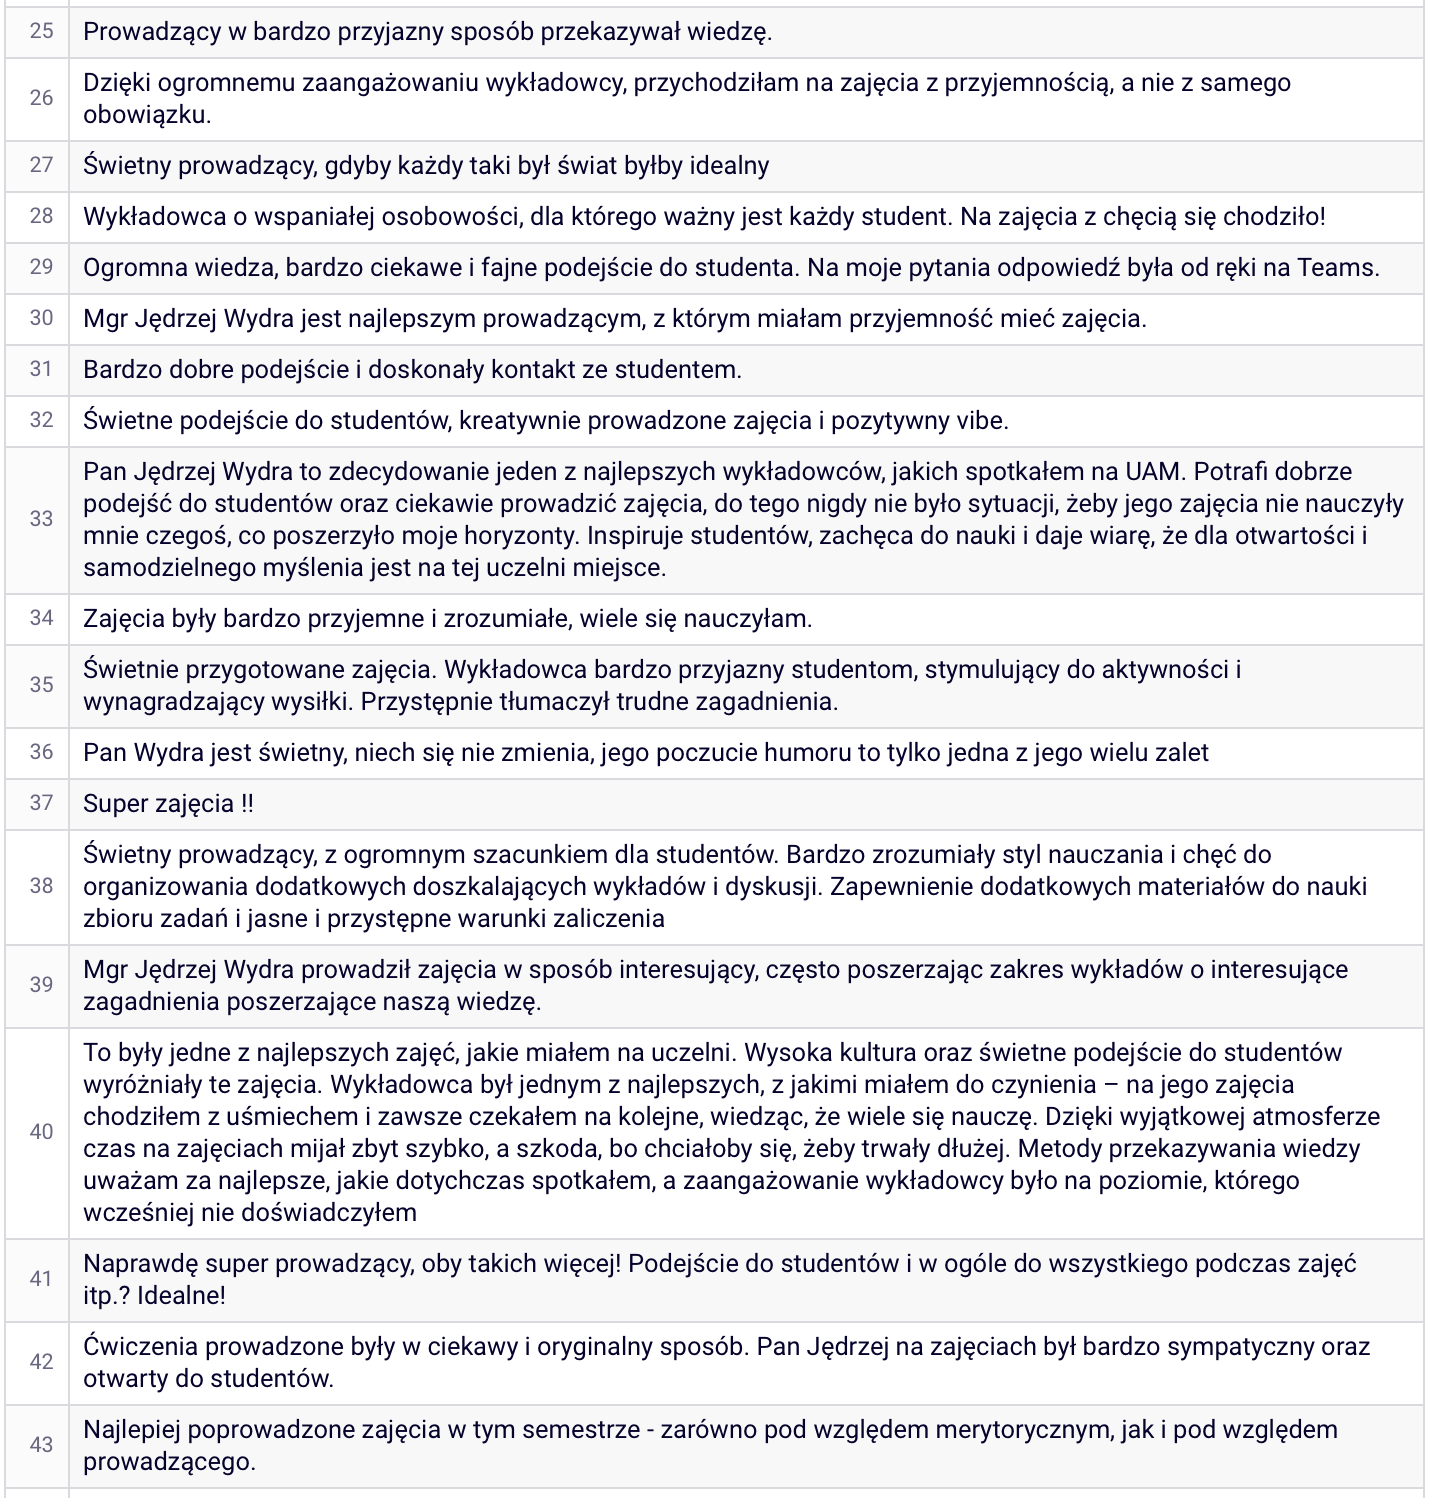 25 Prowadzący w bardzo przyjazny sposób przekazywał wiedzę.
26 Dzięki ogromnemu zaangażowaniu wykładowcy, przychodziłam na zajęcia z przyjemnością, a nie z samego
obowiązku.
27 Świetny prowadzący, gdyby każdy taki był świat byłby idealny
28 Wykładowca o wspaniałej osobowości, dla którego ważny jest każdy student. Na zajęcia z chęcią się chodziło!
29 Ogromna wiedza, bardzo ciekawe i fajne podejście do studenta. Na moje pytania odpowiedź była od ręki na Teams.
30 Mgr Jędrzej Wydra jest najlepszym prowadzącym, z którym miałam przyjemność mieć zajęcia.
31 Bardzo dobre podejście i doskonały kontakt ze studentem.
32 Świetne podejście do studentów, kreatywnie prowadzone zajęcia i pozytywny vibe.
33 Pan Jędrzej Wydra to zdecydowanie jeden z najlepszych wykładowców, jakich spotkałem na UAM. Potrafi dobrze
podejść do studentów oraz ciekawie prowadzić zajęcia, do tego nigdy nie było sytuacji, żeby jego zajęcia nie nauczyły
mnie czegoś, co poszerzyło moje horyzonty. Inspiruje studentów, zachęca do nauki i daje wiarę, że dla otwartości i
samodzielnego myślenia jest na tej uczelni miejsce.
34 Zajęcia były bardzo przyjemne i zrozumiałe, wiele się nauczyłam.
35 Świetnie przygotowane zajęcia. Wykładowca bardzo przyjazny studentom, stymulujący do aktywności i
wynagradzający wysiłki. Przystępnie tłumaczył trudne zagadnienia.
36 Pan Wydra jest świetny, niech się nie zmienia, jego poczucie humoru to tylko jedna z jego wielu zalet
37 Super zajęcia !!
38 Świetny prowadzący, z ogromnym szacunkiem dla studentów. Bardzo zrozumiały styl nauczania i chęć do
organizowania dodatkowych doszkalających wykładów i dyskusji. Zapewnienie dodatkowych materiałów do nauki
zbioru zadań i jasne i przystępne warunki zaliczenia
39 Mgr Jędrzej Wydra prowadził zajęcia w sposób interesujący, często poszerzając zakres wykładów o interesujące
zagadnienia poszerzające naszą wiedzę.
40 To były jedne z najlepszych zajęć, jakie miałem na uczelni. Wysoka kultura oraz świetne podejście do studentów
wyróżniały te zajęcia. Wykładowca był jednym z najlepszych, z jakimi miałem do czynienia – na jego zajęcia
chodziłem z uśmiechem i zawsze czekałem na kolejne, wiedząc, że wiele się nauczę. Dzięki wyjątkowej atmosferze
czas na zajęciach mijał zbyt szybko, a szkoda, bo chciałoby się, żeby trwały dłużej. Metody przekazywania wiedzy
uważam za najlepsze, jakie dotychczas spotkałem, a zaangażowanie wykładowcy było na poziomie, którego
wcześniej nie doświadczyłem
41 Naprawdę super prowadzący, oby takich więcej! Podejście do studentów i w ogóle do wszystkiego podczas zajęć
itp.? Idealne!
42 Ćwiczenia prowadzone były w ciekawy i oryginalny sposób. Pan Jędrzej na zajęciach był bardzo sympatyczny oraz
otwarty do studentów.
43 Najlepiej poprowadzone zajęcia w tym semestrze - zarówno pod względem merytorycznym, jak i pod względem
prowadzącego.